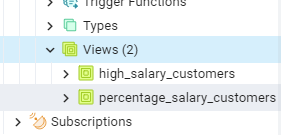 Trigger Functions
Types
Views (2)
high_salary_customers
percentage_salary_customers
Subscriptions